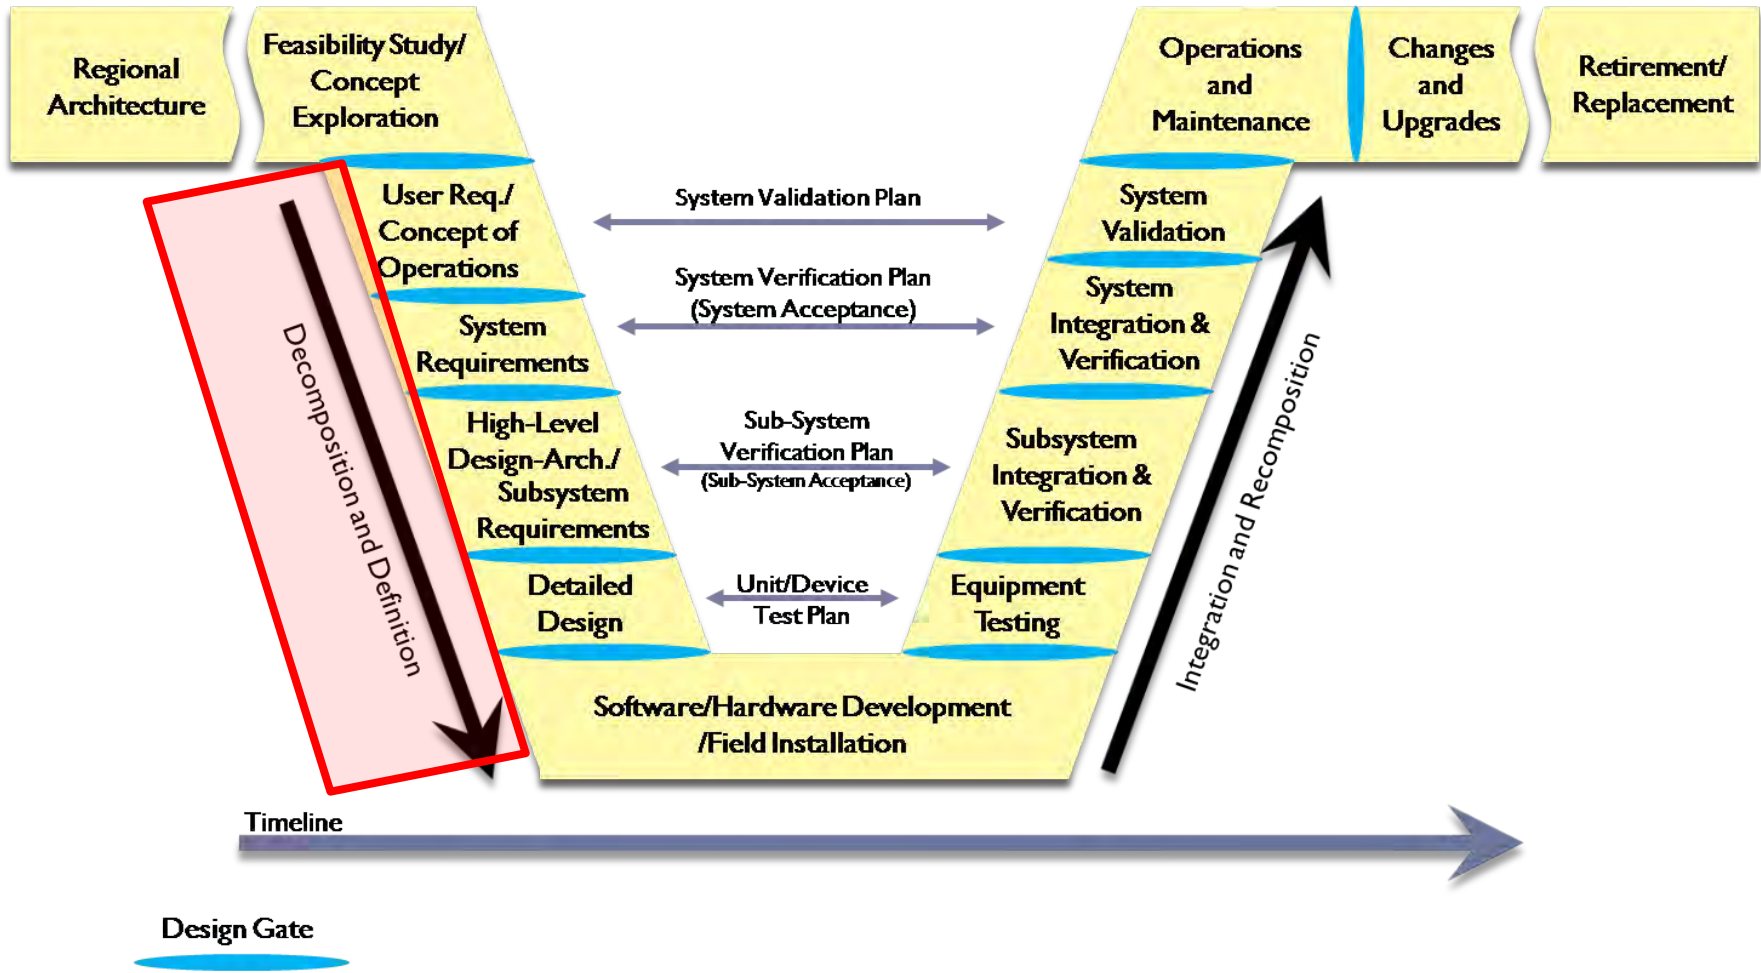 Regional
Architecture
Feasibility Study/
Concept
Exploration
Operations
and
Maintenance
Changes
and
Upgrades
Retirement/
Replacement
User Req./
Concept of
Operations
System Validation Plan
System
Validation
System
Requirements
System Verification Plan
(System Acceptance)
System
Integration &
Verification
High-Level
Design-Arch./
Subsystem
Requirements
Sub-System
Verification Plan
(Sub-System Acceptance)
Subsystem
Integration &
Verification
Detailed
Design
Unit/Device
Test Plan
Equipment
Testing
Software/Hardware Development
/Field Installation
Decomposition and Definition
Integration and Recomposition
Timeline
Design Gate